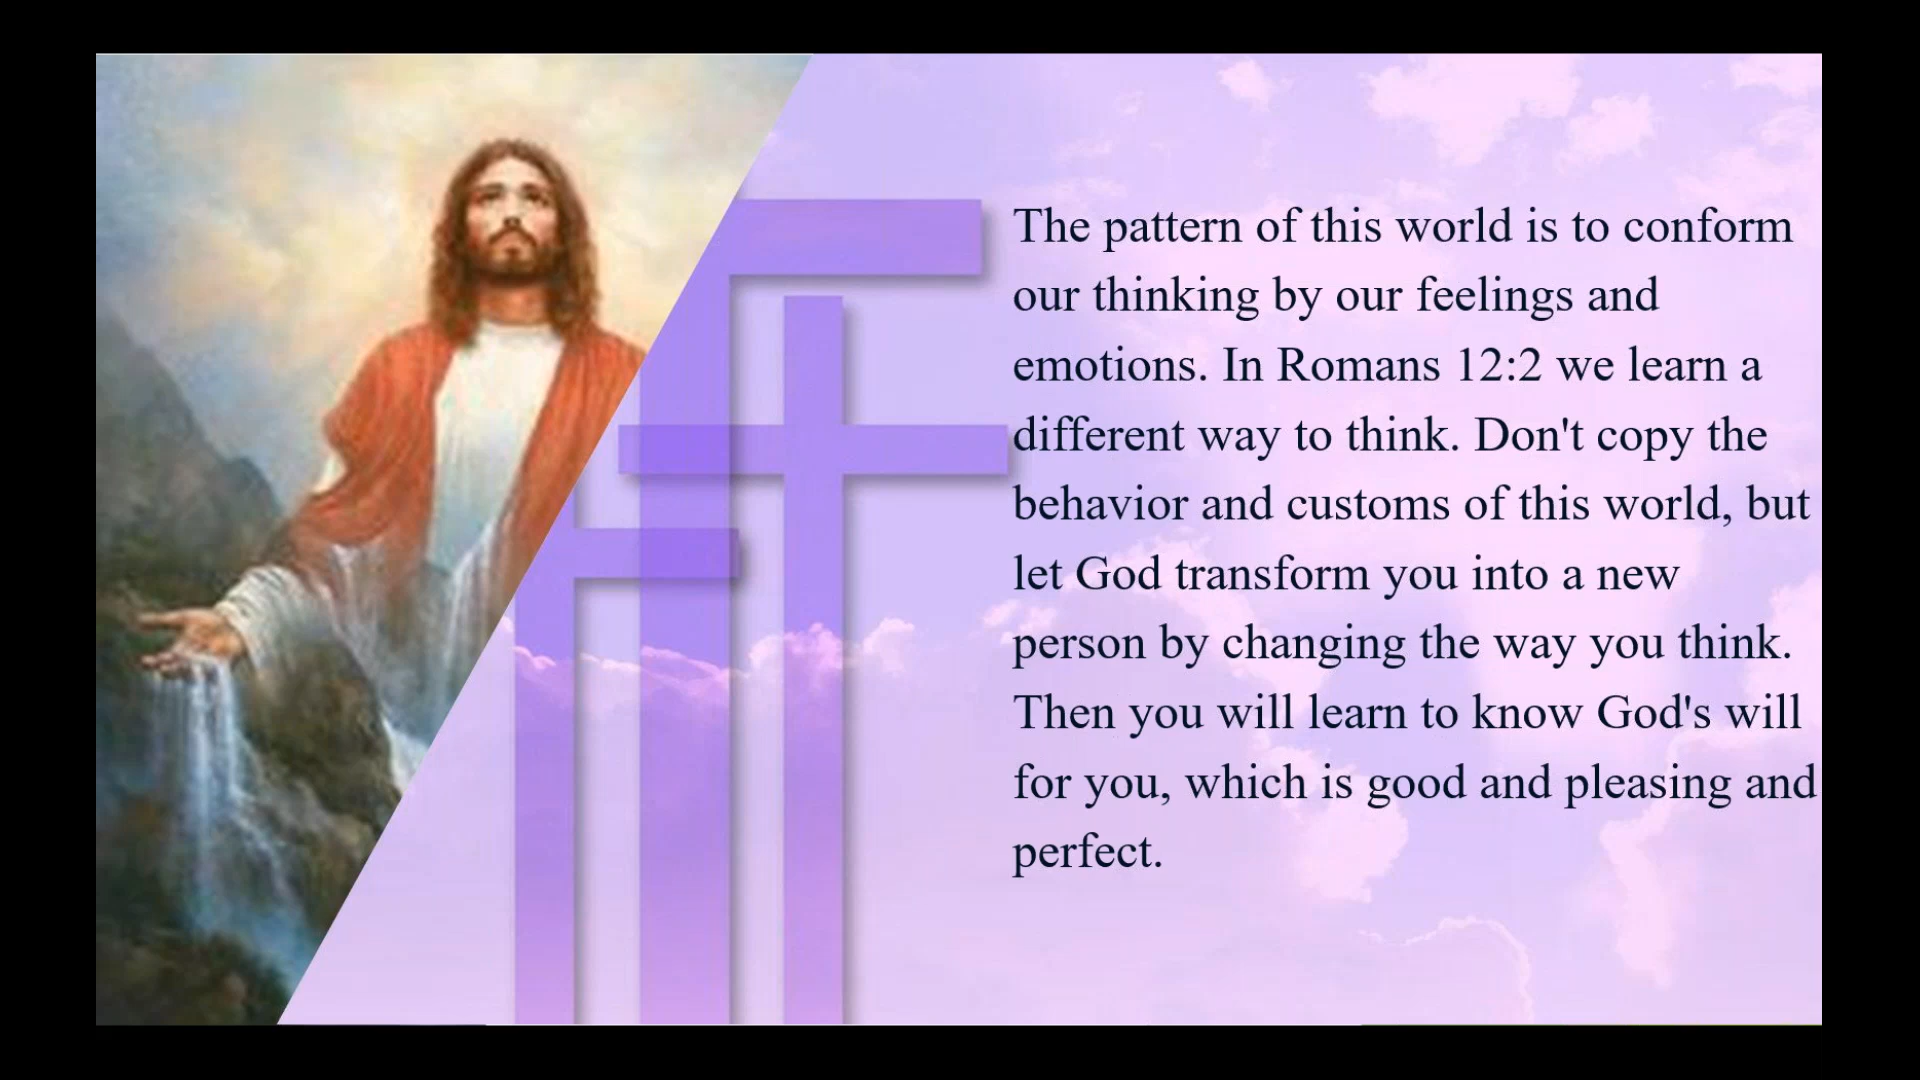 The pattern of this world is to conform
our thinking by our feelings and
emotions. In Romans 12:2 we learn a
different way to think. Don't copy the
behavior and customs of this world, but
let God transform you into a new
person by changing the way you think.
Then you will learn to know God's will
for you, which is good and pleasing and
perfect.